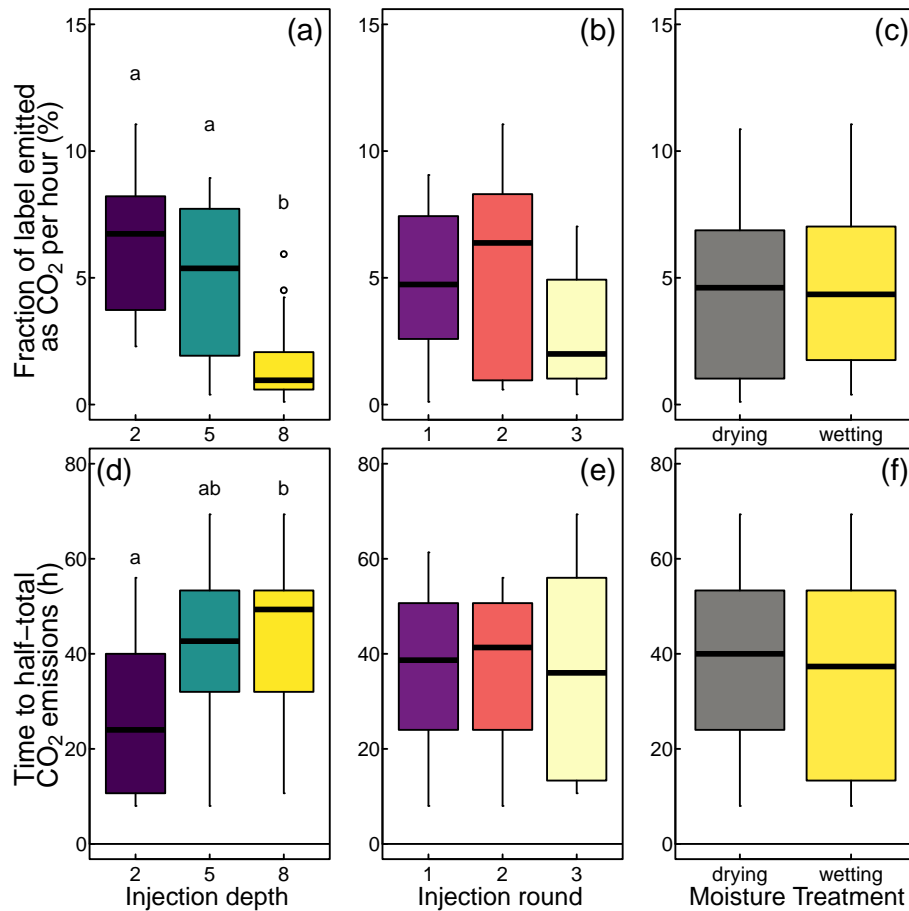 Fraction of label emitted
as CO₂ per hour (%)
15
10
5
0
(a)
a
a
b
2
5
8
15
10
5
0
(b)
1
2
3
15
10
5
0
(c)
drying
wetting
Time to half−total
CO₂ emissions (h)
80
60
40
20
0
(d)
a
ab
b
2
5
8
Injection depth
80
60
40
20
0
(e)
1
2
3
Injection round
80
60
40
20
0
(f)
drying
wetting
Moisture Treatment